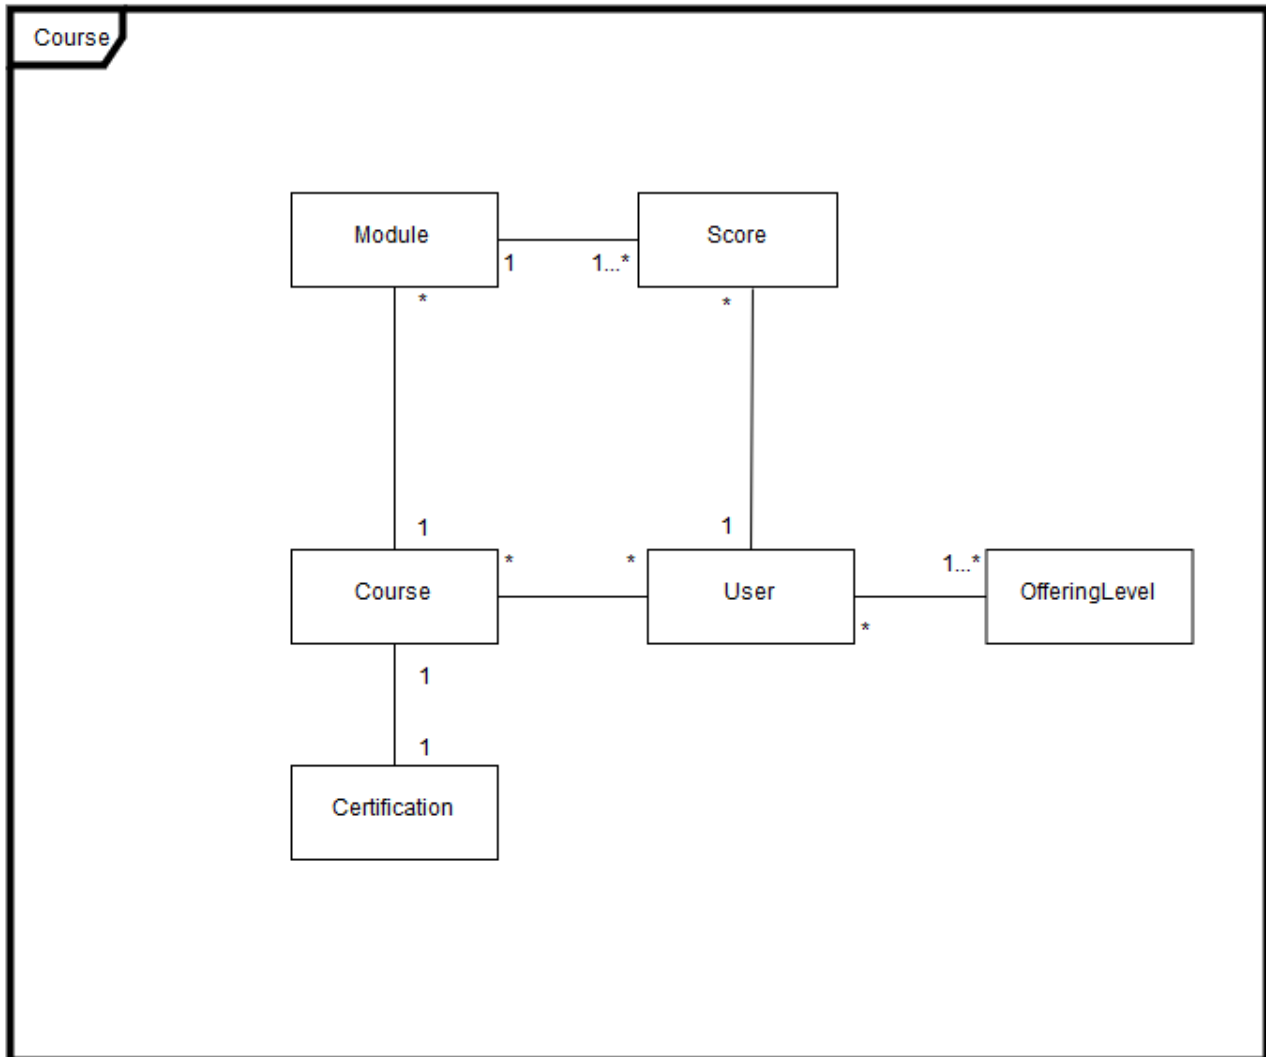 Course
Module
Score
1
1...*
*
*
1
1
*
*
1...*
Course
User
OfferingLevel
*
1
1
Certification